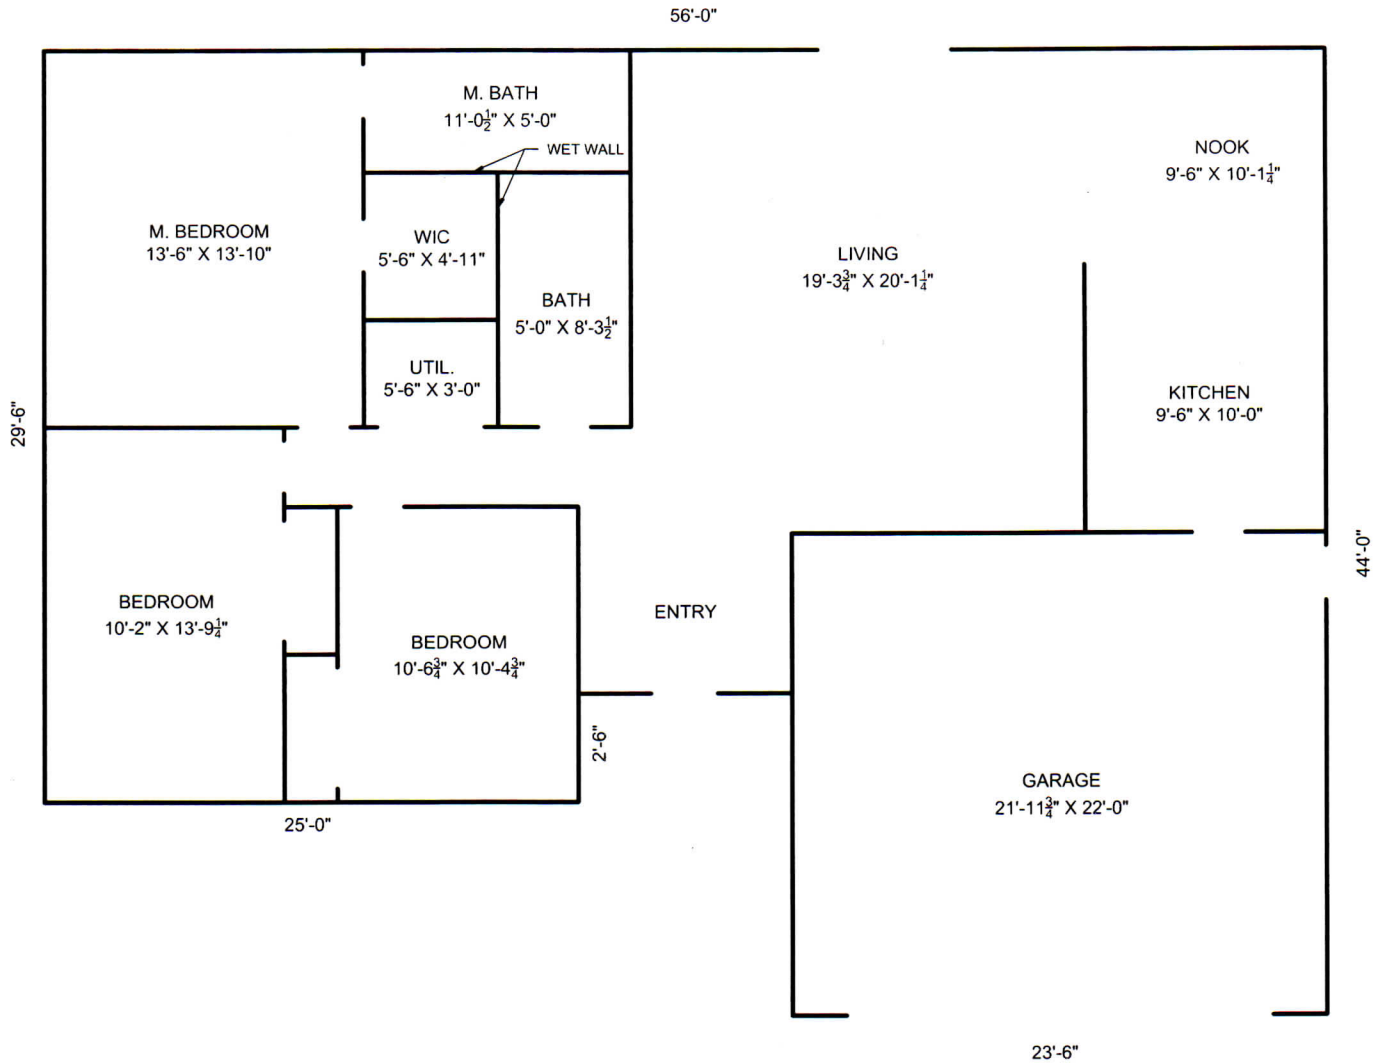 56'-0"
M. BATH
11'-0½" X 5'-0"
WET WALL
NOOK
9'-6" X 10'-1¼"
M. BEDROOM
13'-6" X 13'-10"
WIC
5'-6" X 4'-11"
LIVING
19'-3¾" X 20'-1¼"
BATH
5'-0" X 8'-3½"
UTIL.
5'-6" X 3'-0"
KITCHEN
9'-6" X 10'-0"
29'-6"
44'-0"
BEDROOM
10'-2" X 13'-9¼"
ENTRY
BEDROOM
10'-6¾" X 10'-4¾"
2'-6"
GARAGE
21'-11¾" X 22'-0"
25'-0"
23'-6"